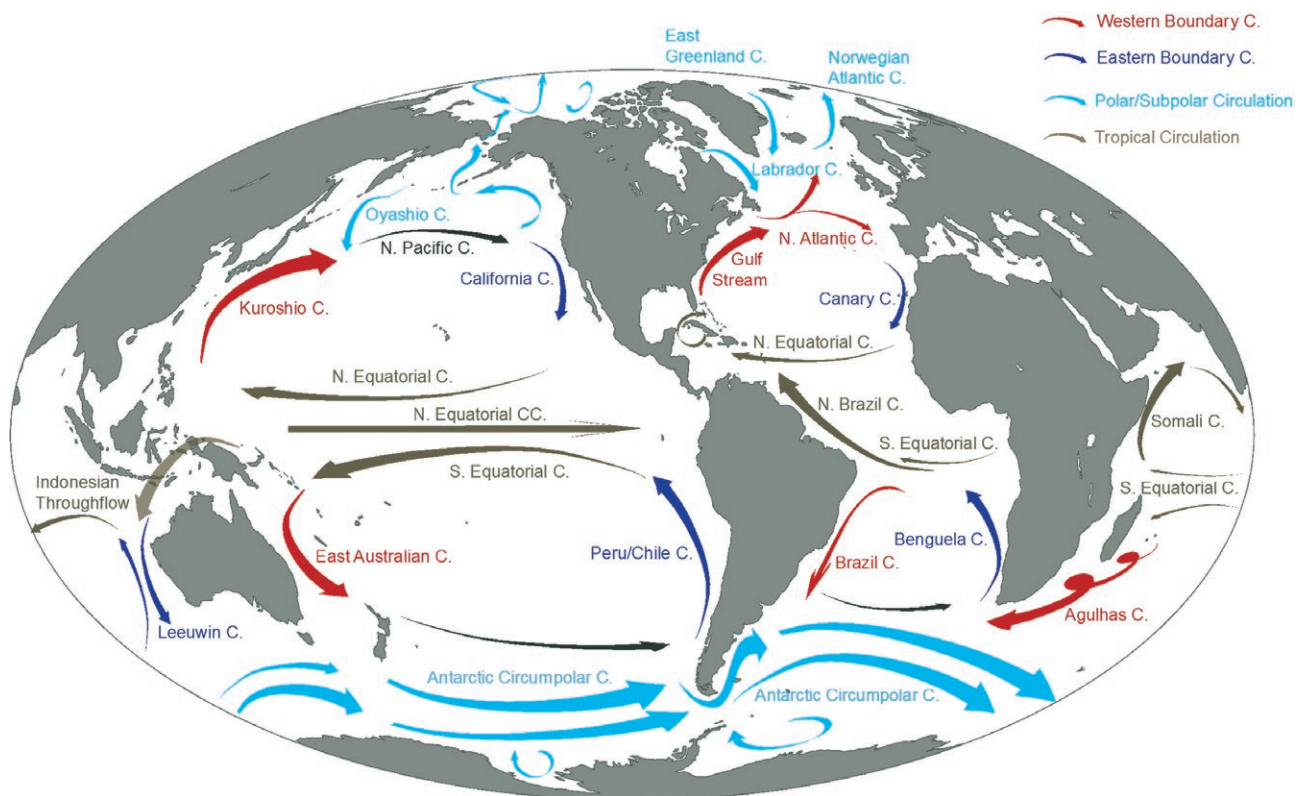 East
Greenland C.
Norwegian
Atlantic C.
Western Boundary C.
Eastern Boundary C.
Polar/Subpolar Circulation
Tropical Circulation
Labrador C.
Oyashio C.
N. Pacific C.
N. Atlantic C.
California C.
Gulf
Stream
Kuroshio C.
Canary C.
N. Equatorial C.
N. Equatorial C.
N. Equatorial CC.
N. Brazil C.
Somali C.
S. Equatorial C.
S. Equatorial C.
Indonesian
Throughflow
S. Equatorial C.
East Australian C.
Peru/Chile C.
Brazil C.
Benguela C.
Agulhas C.
Leeuwin C.
Antarctic Circumpolar C.
Antarctic Circumpolar C.